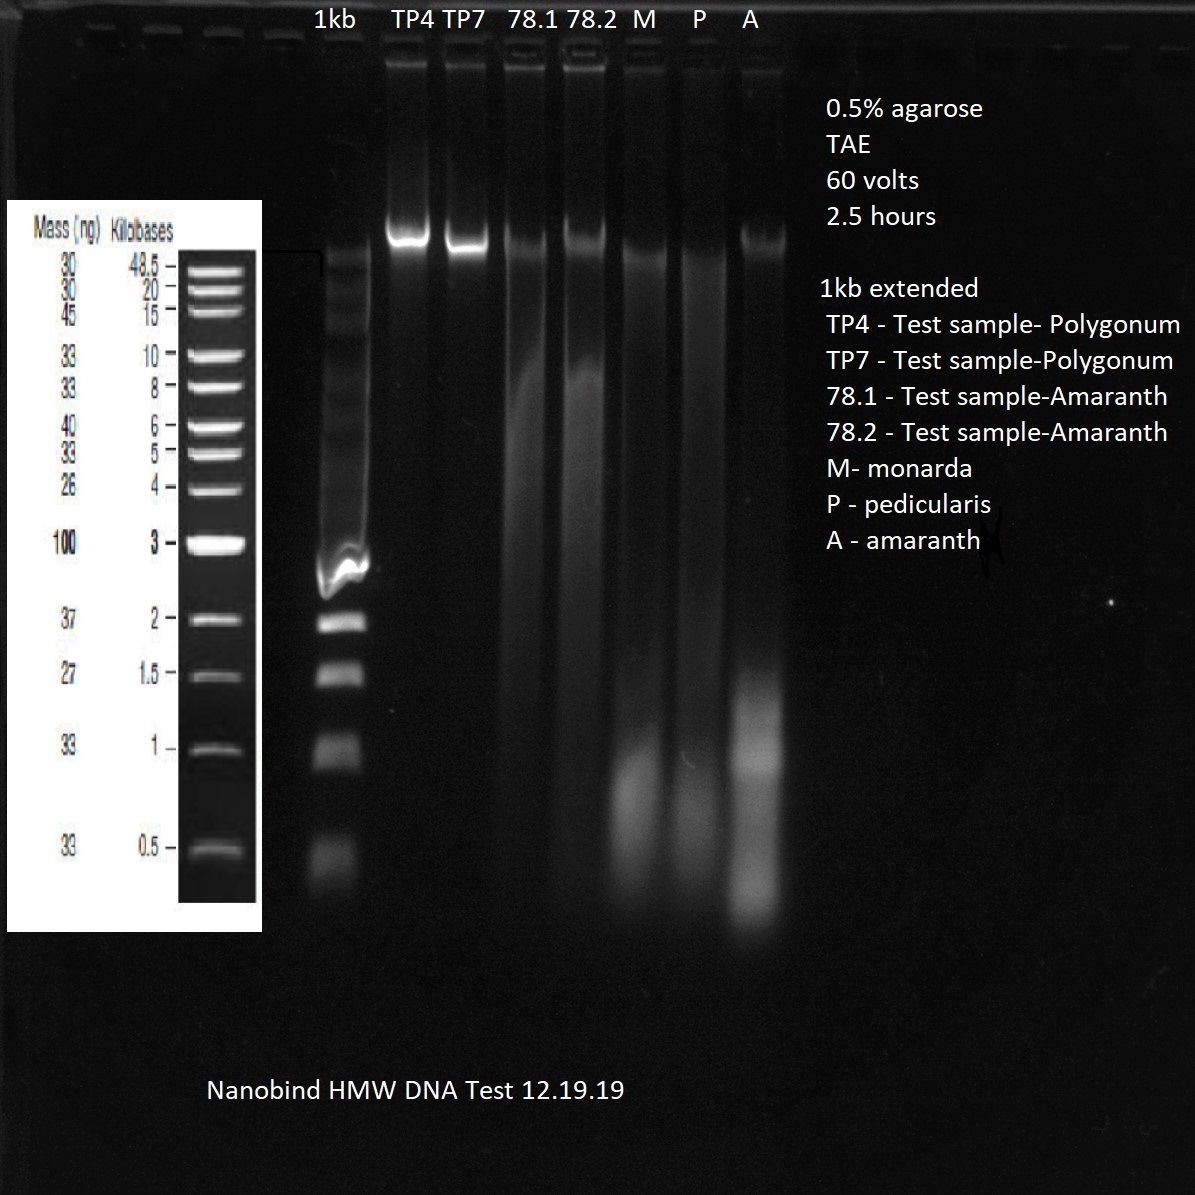 1kb TP4 TP7 78.1 78.2 M P A
0.5% agarose
TAE
60 volts
2.5 hours
1kb extended
TP4 - Test sample- Polygonum
TP7 - Test sample-Polygonum
78.1 - Test sample-Amaranth
78.2 - Test sample-Amaranth
M- monarda
P - pedicularis
A - amaranth
Mass (ng) Kilobases
30 48.5
30 20
45 15
33 10
33 8
40 6
33 5
26 4
100 3
37 2
27 1.5
33 1
33 0.5
Nanobind HMW DNA Test 12.19.19